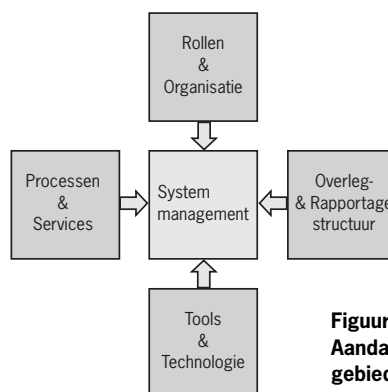 Rollen
&
Organisatie
Processen
&
Services
System
management
Overleg-
& Rapportage
structuur
Tools
&
Technologie
Figuur
Aanda
gebied